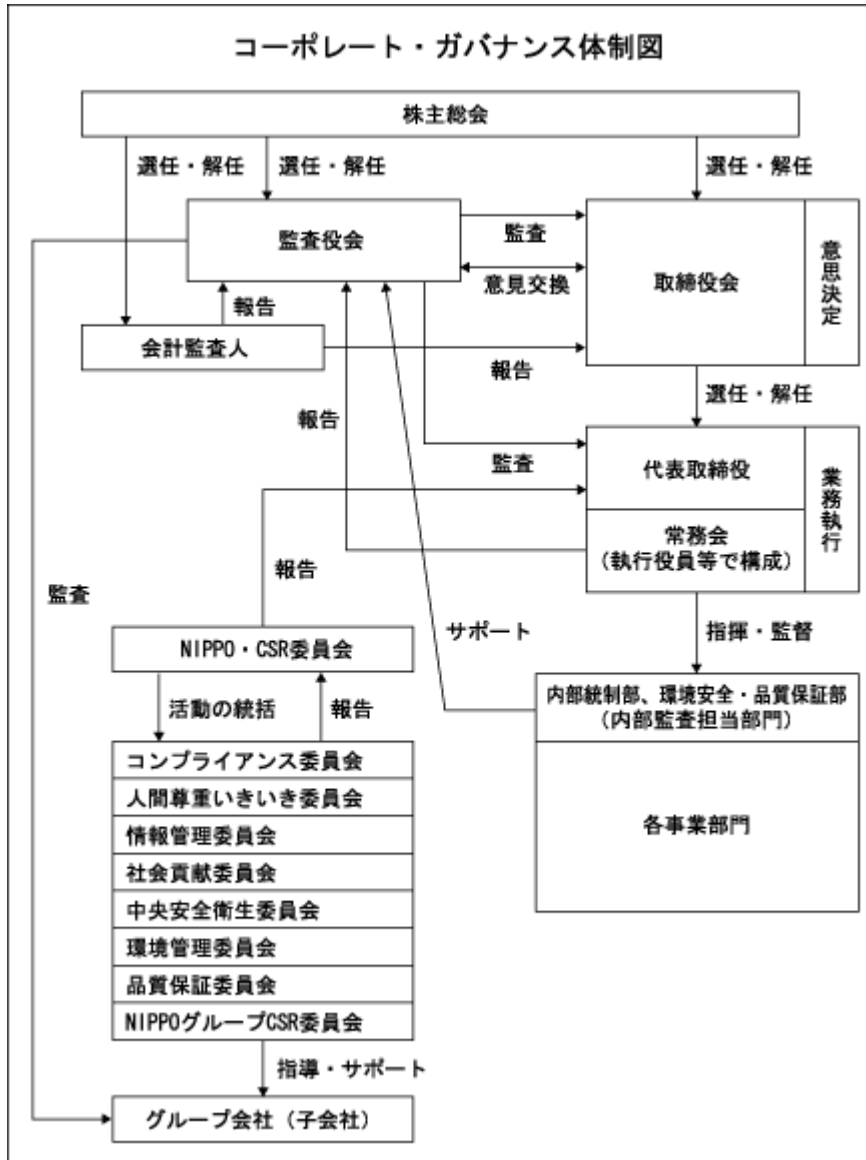 コーポレート・ガバナンス体制図
株主総会
選任・解任
選任・解任
選任・解任
監査役会
監査
意見交換
取締役会
意思決定
報告
会計監査人
報告
選任・解任
報告
監査
代表取締役
業務執行
常務会
(執行役員等で構成)
報告
監査
サポート
指揮・監督
NIPPO・CSR委員会
内部統制部、環境安全・品質保証部
(内部監査担当部門)
活動の統括
報告
コンプライアンス委員会
人間尊重いきいき委員会
情報管理委員会
各事業部門
社会貢献委員会
中央安全衛生委員会
環境管理委員会
品質保証委員会
NIPPOグループCSR委員会
指導・サポート
グループ会社(子会社)